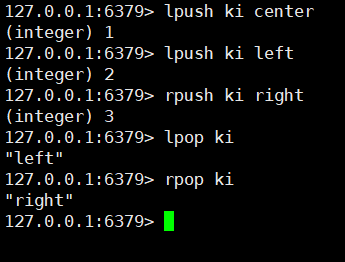 127.0.0.1:6379> lpush ki center
(integer) 1
127.0.0.1:6379> lpush ki left
(integer) 2
127.0.0.1:6379> rpush ki right
(integer) 3
127.0.0.1:6379> lpop ki
"left"
127.0.0.1:6379> rpop ki
"right"
127.0.0.1:6379>